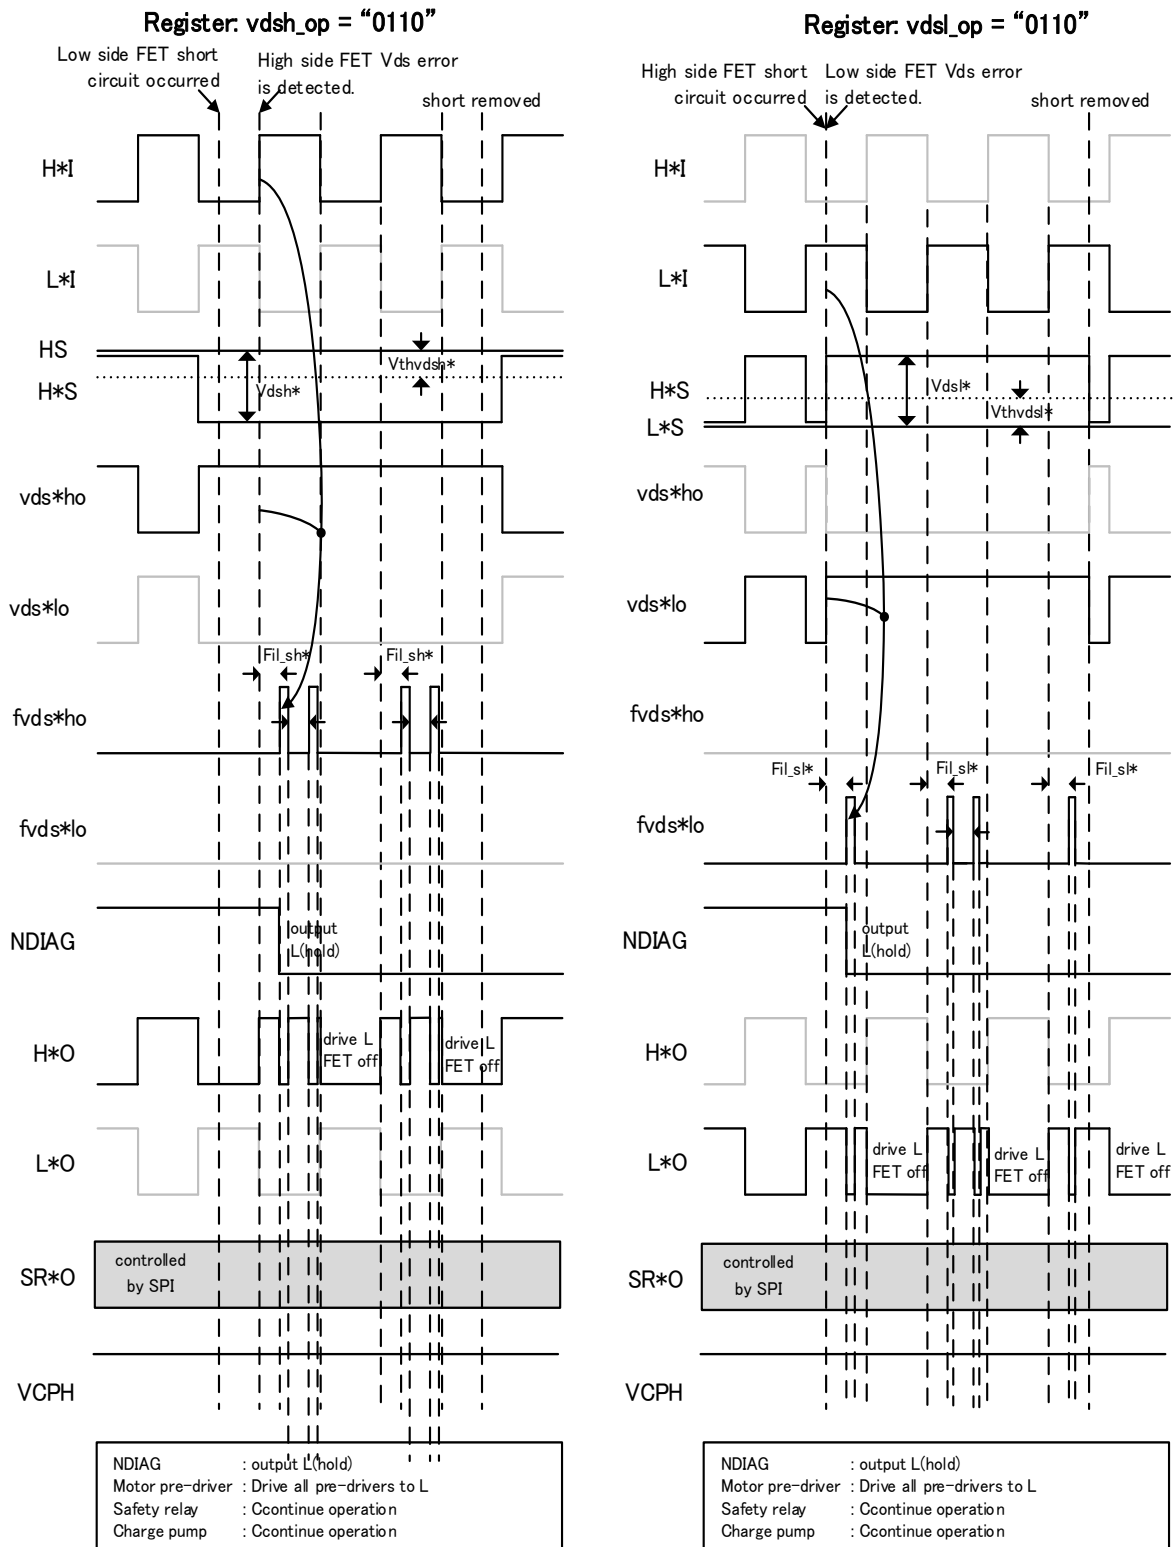 Register: vdsh_op = “0110”
Low side FET short
circuit occurred
High side FET Vds error
is detected.
short removed
H*I
L*I
HS
H*S
Vthvdsh*
Vdsh*
vds*ho
vds*lo
Fil_sh*
Fil_sh*
fvds*ho
fvds*lo
NDIAG
output
L(hold)
H*O
drive L
FET off
drive L
FET off
L*O
SR*O
controlled
by SPI
VCPH
NDIAG : output L(hold)
Motor pre-driver : Drive all pre-drivers to L
Safety relay : Ccontinue operation
Charge pump : Ccontinue operation
Register: vdsl_op = “0110”
High side FET short
circuit occurred
Low side FET Vds error
is detected.
short removed
H*I
L*I
H*S
L*S
Vdsl*
Vthvdsl*
vds*ho
vds*lo
fvds*ho
Fil_sl*
Fil_sl*
Fil_sl*
fvds*lo
NDIAG
output
L(hold)
H*O
L*O
drive L
FET off
drive L
FET off
drive L
FET off
SR*O
controlled
by SPI
VCPH
NDIAG : output L(hold)
Motor pre-driver : Drive all pre-drivers to L
Safety relay : Ccontinue operation
Charge pump : Ccontinue operation